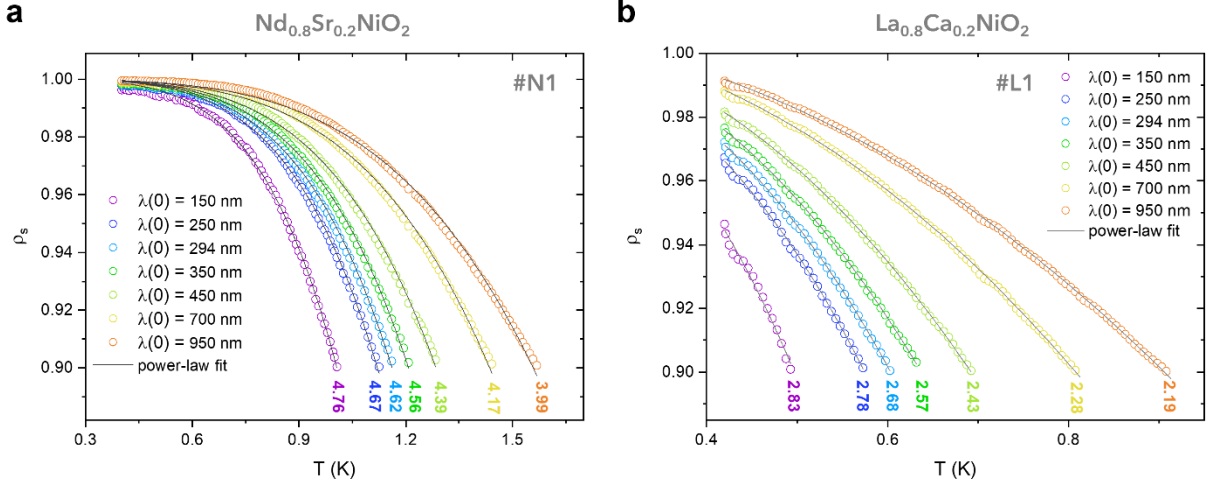 a
Nd0.8Sr0.2NiO2
#N1
1.00
0.98
0.96
0.94
0.92
0.90
ρs
λ(0) = 150 nm
λ(0) = 250 nm
λ(0) = 294 nm
λ(0) = 350 nm
λ(0) = 450 nm
λ(0) = 700 nm
λ(0) = 950 nm
power-law fit
4.76
4.67
4.62
4.56
4.39
4.17
3.99
0.3
0.6
0.9
1.2
1.5
T (K)
b
La0.8Ca0.2NiO2
#L1
1.00
0.98
0.96
0.94
0.92
0.90
ρs
λ(0) = 150 nm
λ(0) = 250 nm
λ(0) = 294 nm
λ(0) = 350 nm
λ(0) = 450 nm
λ(0) = 700 nm
λ(0) = 950 nm
power-law fit
2.83
2.78
2.68
2.57
2.43
2.28
2.19
0.4
0.6
0.8
T (K)